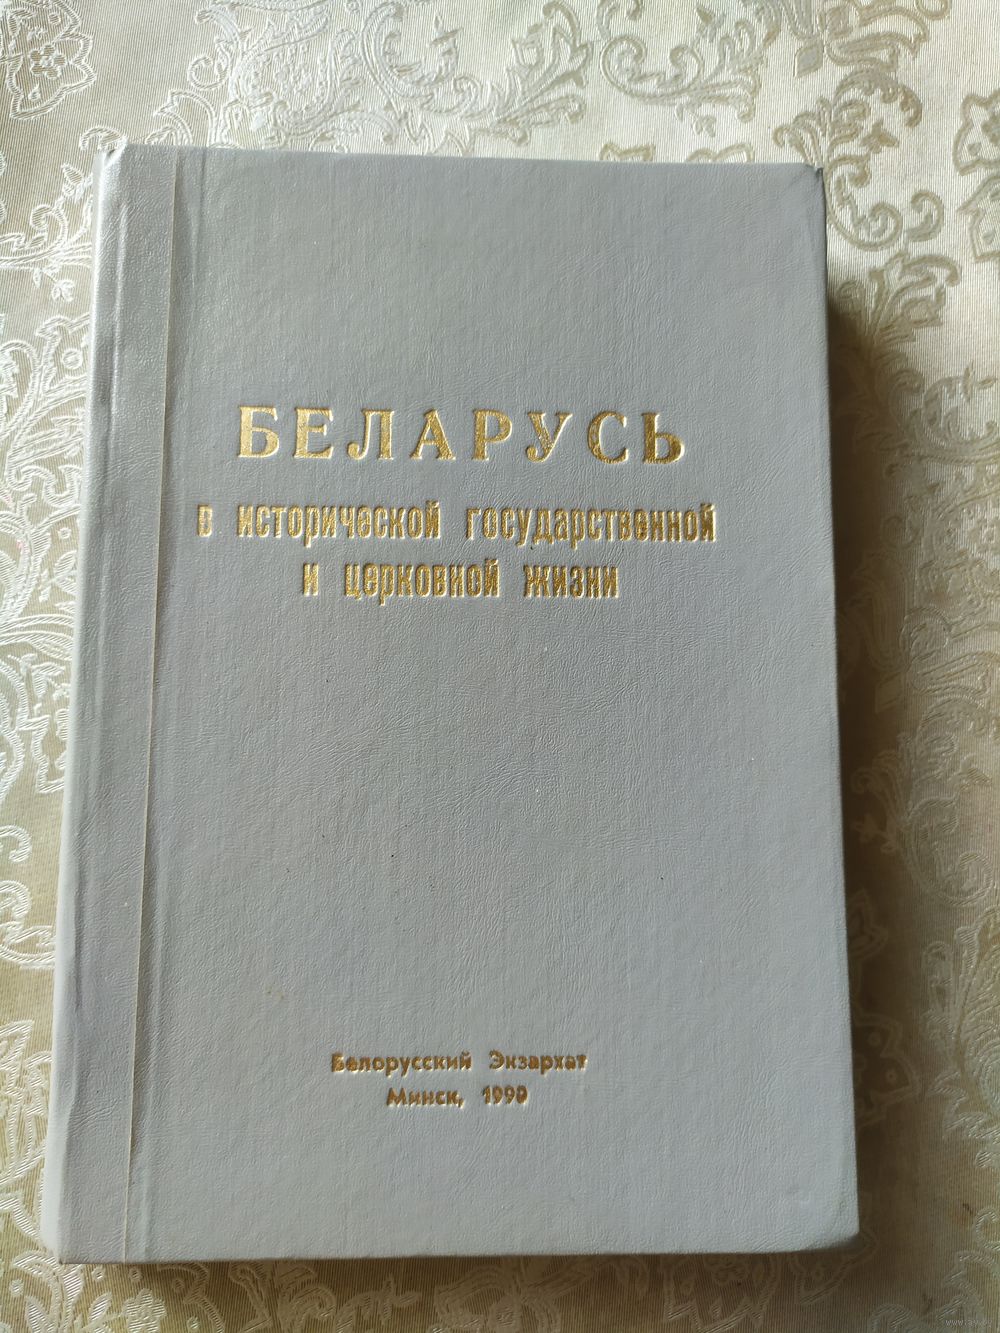 БЕЛАРУСЬ
в исторической государственной
и церковной жизни
Белорусский Экзархат
Минск, 1990